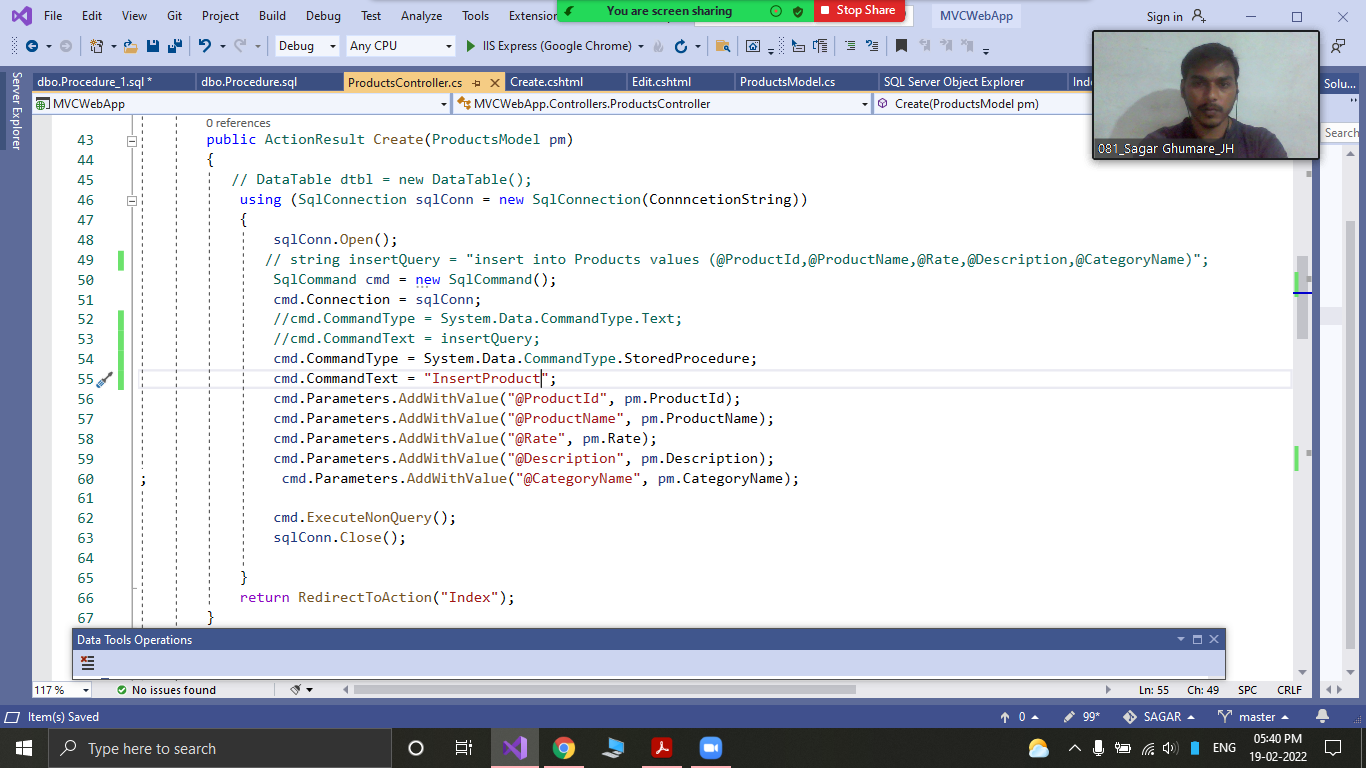 File Edit View Git Project Build Debug Test Analyze Tools Extension
You are screen sharing
Stop Share
MVCWebApp
Sign in
Debug Any CPU IIS Express (Google Chrome)
Server Explorer
dbo.Procedure_1.sql * dbo.Procedure.sql ProductsController.cs Create.cshtml Edit.cshtml ProductsModel.cs SQL Server Object Explorer Ind
Solu...
MVCWebApp MVCWebApp.Controllers.ProductsController Create(ProductsModel pm)
Search
081_Sagar Ghumare_JH
0 references
43 public ActionResult Create(ProductsModel pm)
44 {
45 // DataTable dtbl = new DataTable();
46 using (SqlConnection sqlConn = new SqlConnection(ConnncetionString))
47 {
48 sqlConn.Open();
49 // string insertQuery = "insert into Products values (@ProductId,@ProductName,@Rate,@Description,@CategoryName)";
50 SqlCommand cmd = new SqlCommand();
51 cmd.Connection = sqlConn;
52 //cmd.CommandType = System.Data.CommandType.Text;
53 //cmd.CommandText = insertQuery;
54 cmd.CommandType = System.Data.CommandType.StoredProcedure;
55 cmd.CommandText = "InsertProduct";
56 cmd.Parameters.AddWithValue("@ProductId", pm.ProductId);
57 cmd.Parameters.AddWithValue("@ProductName", pm.ProductName);
58 cmd.Parameters.AddWithValue("@Rate", pm.Rate);
59 cmd.Parameters.AddWithValue("@Description", pm.Description);
60 ; cmd.Parameters.AddWithValue("@CategoryName", pm.CategoryName);
61
62 cmd.ExecuteNonQuery();
63 sqlConn.Close();
64
65 }
66 return RedirectToAction("Index");
67 }
Data Tools Operations
117 % No issues found Ln: 55 Ch: 49 SPC CRLF
Item(s) Saved 0 99* SAGAR master
Type here to search
ENG
05:40 PM
19-02-2022